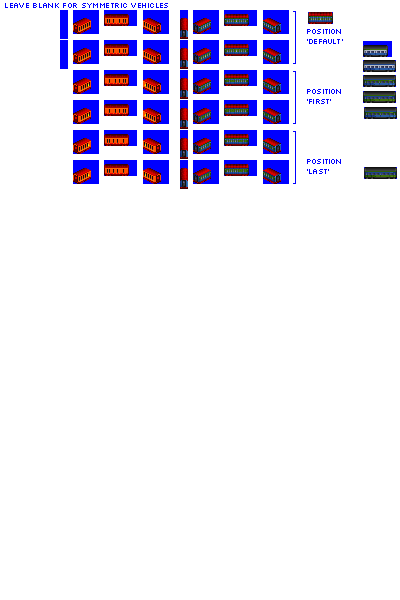 LEAVE BLANK FOR SYMMETRIC VEHICLES
POSITION
'DEFAULT'
POSITION
'FIRST'
POSITION
'LAST'